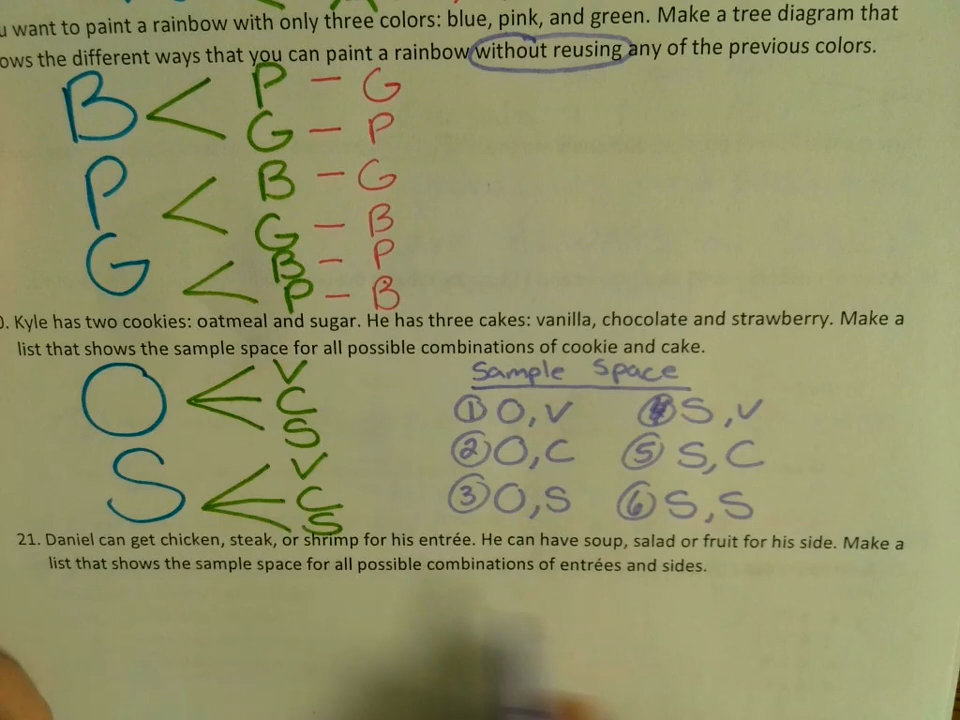 u want to paint a rainbow with only three colors: blue, pink, and green. Make a tree diagram that
ows the different ways that you can paint a rainbow without reusing any of the previous colors.
B < P - G
G - P
P < B - G
G - B
G < B - P
P - B
0. Kyle has two cookies: oatmeal and sugar. He has three cakes: vanilla, chocolate and strawberry. Make a
list that shows the sample space for all possible combinations of cookie and cake.
O < V
C
S
S < V
C
S
Sample Space
① O,V ④ S,V
② O,C ⑤ S,C
③ O,S ⑥ S,S
21. Daniel can get chicken, steak, or shrimp for his entrée. He can have soup, salad or fruit for his side. Make a
list that shows the sample space for all possible combinations of entrées and sides.